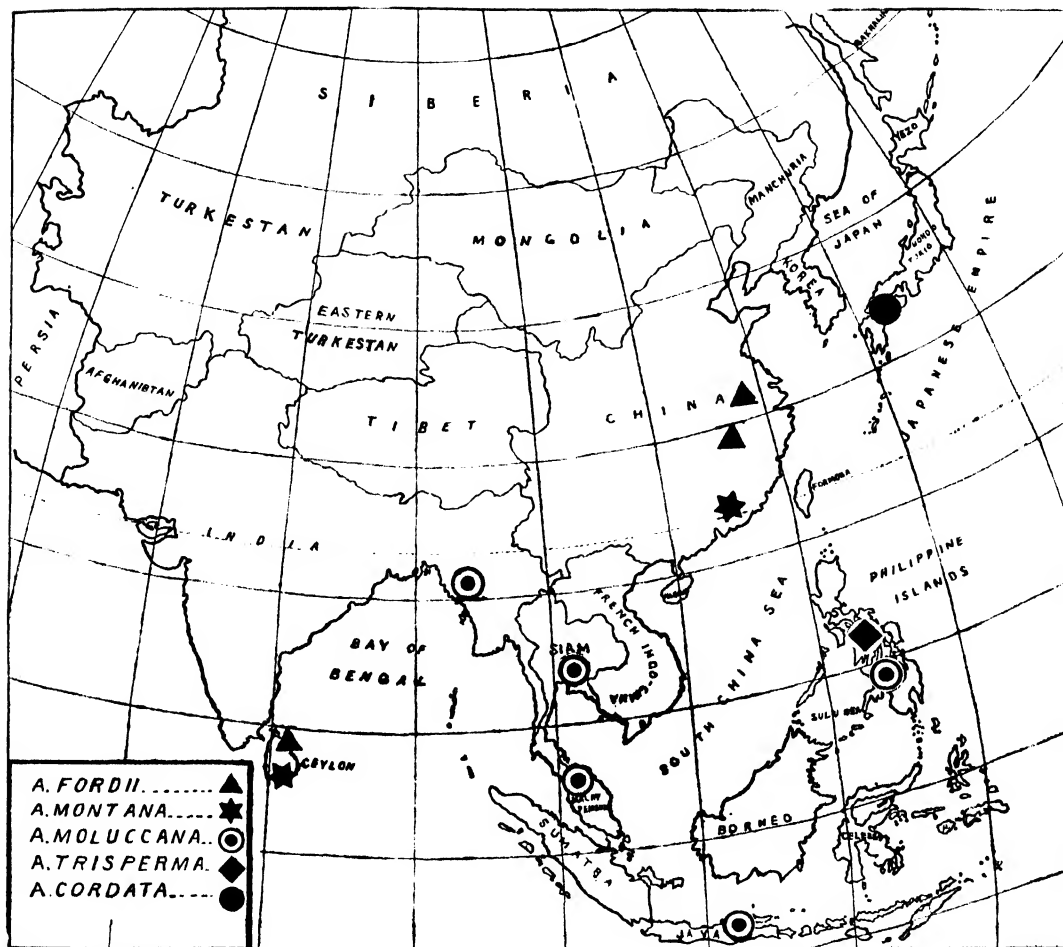 SAKHALIN
SIBERIA
YEZO
MANCHURIA
SEA OF
JAPAN
TURKESTAN
MONGOLIA
KOREA
JAPANESE EMPIRE
EASTERN
TURKESTAN
PERSIA
AFGHANISTAN
TIBET
CHINA
FORMOSA
INDIA
PHILIPPINE
ISLANDS
FRENCH INDO-CHINA
SIAM
BAY OF
BENGAL
SOUTH CHINA SEA
SULU SEA
CEYLON
MALAY
SUMATRA
BORNEO
CELEBES
JAVA
A. FORDII........
A. MONTANA.....
A. MOLUCCANA..
A. TRISPERMA.
A. CORDATA.....